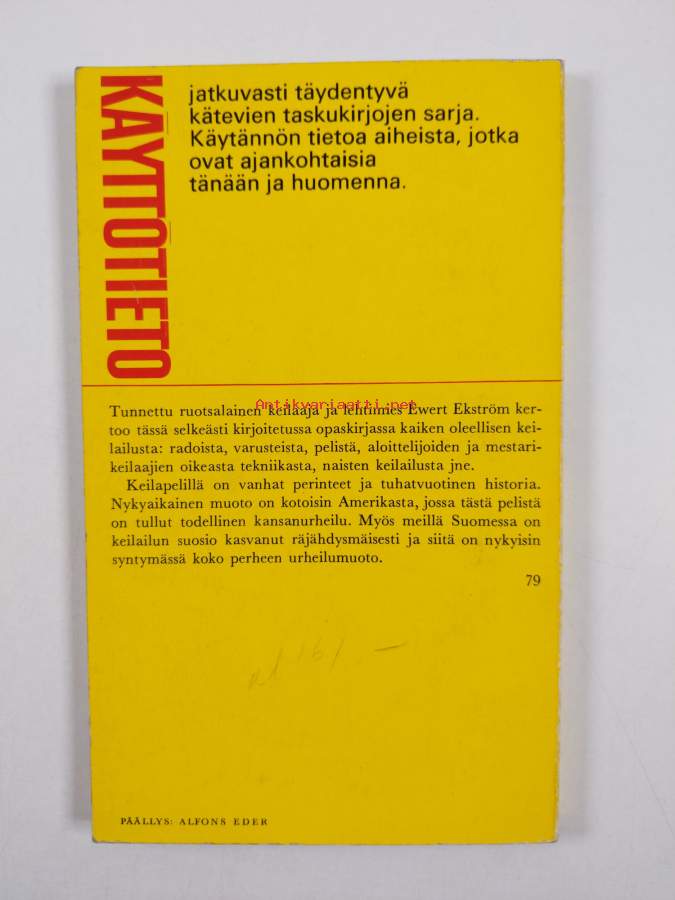 KÄYTTÖTIETO
jatkuvasti täydentyvä
kätevien taskukirjojen sarja.
Käytännön tietoa aiheista, jotka
ovat ajankohtaisia
tänään ja huomenna.
Antikvariaatti.net
Tunnettu ruotsalainen keilaaja ja lehtimies Ewert Ekström ker-
too tässä selkeästi kirjoitetussa opaskirjassa kaiken oleellisen kei-
lailusta: radoista, varusteista, pelistä, aloittelijoiden ja mestari-
keilaajien oikeasta tekniikasta, naisten keilailusta jne.
Keilapelillä on vanhat perinteet ja tuhatvuotinen historia.
Nykyaikainen muoto on kotoisin Amerikasta, jossa tästä pelistä
on tullut todellinen kansanurheilu. Myös meillä Suomessa on
keilailun suosio kasvanut räjähdysmäisesti ja siitä on nykyisin
syntymässä koko perheen urheilumuoto.
79
PÄÄLLYS: ALFONS EDER